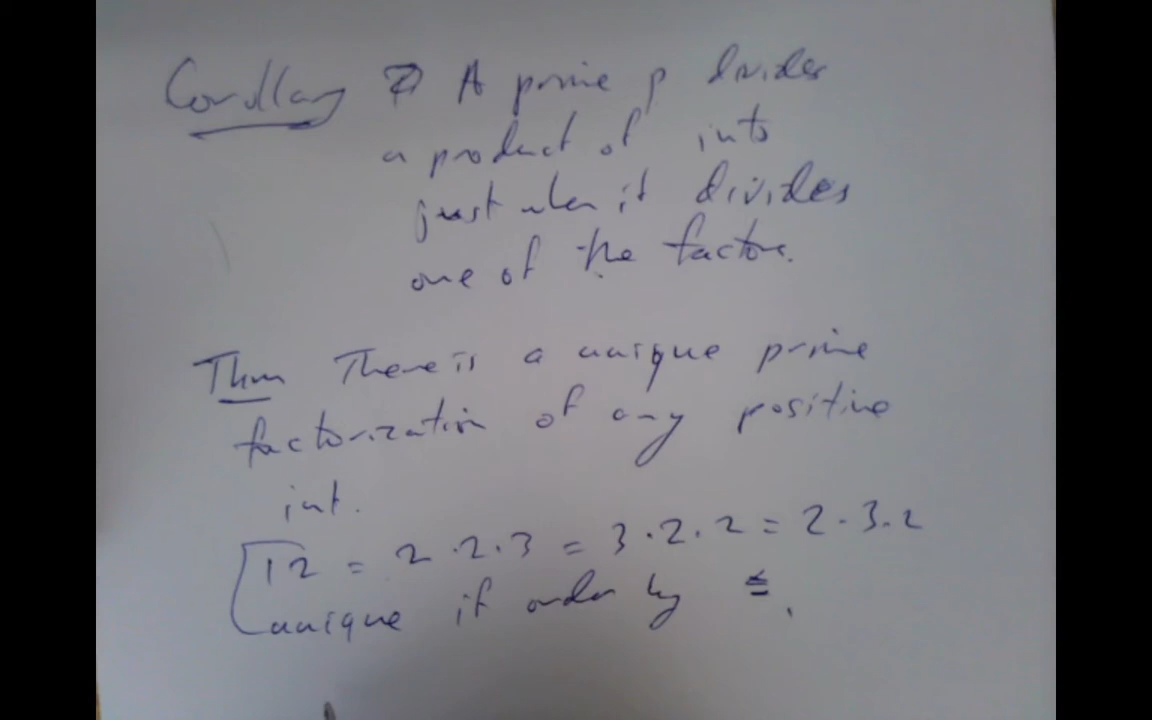 Corollary A prime p divides
a product of ints
just when it divides
one of the factors.
Thm There is a unique prime
factorization of any positive
int.
12 = 2·2·3 = 3·2·2 = 2·3·2
unique if order by ≤.